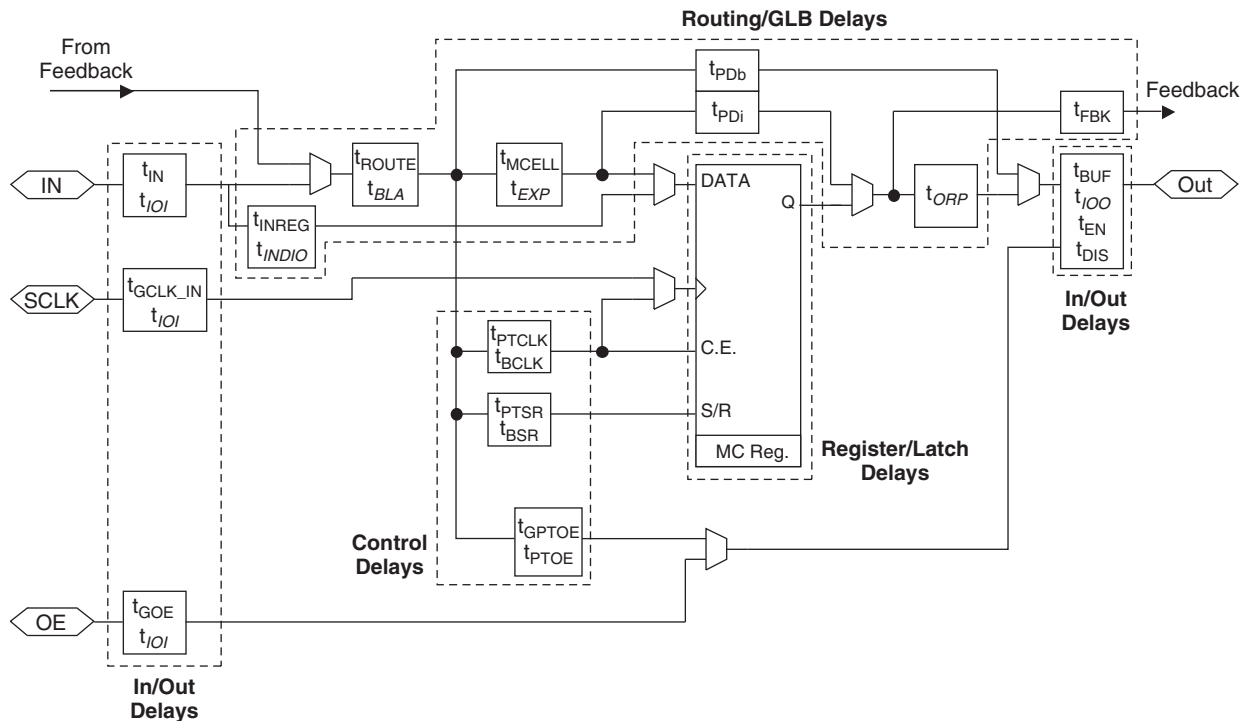 Routing/GLB Delays
From
Feedback
tPDb
tPDi
tFBK
Feedback
IN
tIN
tIOI
tROUTE
tBLA
tMCELL
tEXP
tINREG
tINDIO
DATA
Q
tORP
tBUF
tIOO
tEN
tDIS
Out
In/Out
Delays
SCLK
tGCLK_IN
tIOI
tPTCLK
tBCLK
C.E.
tPTSR
tBSR
S/R
MC Reg.
Register/Latch
Delays
Control
Delays
tGPTOE
tPTOE
OE
tGOE
tIOI
In/Out
Delays